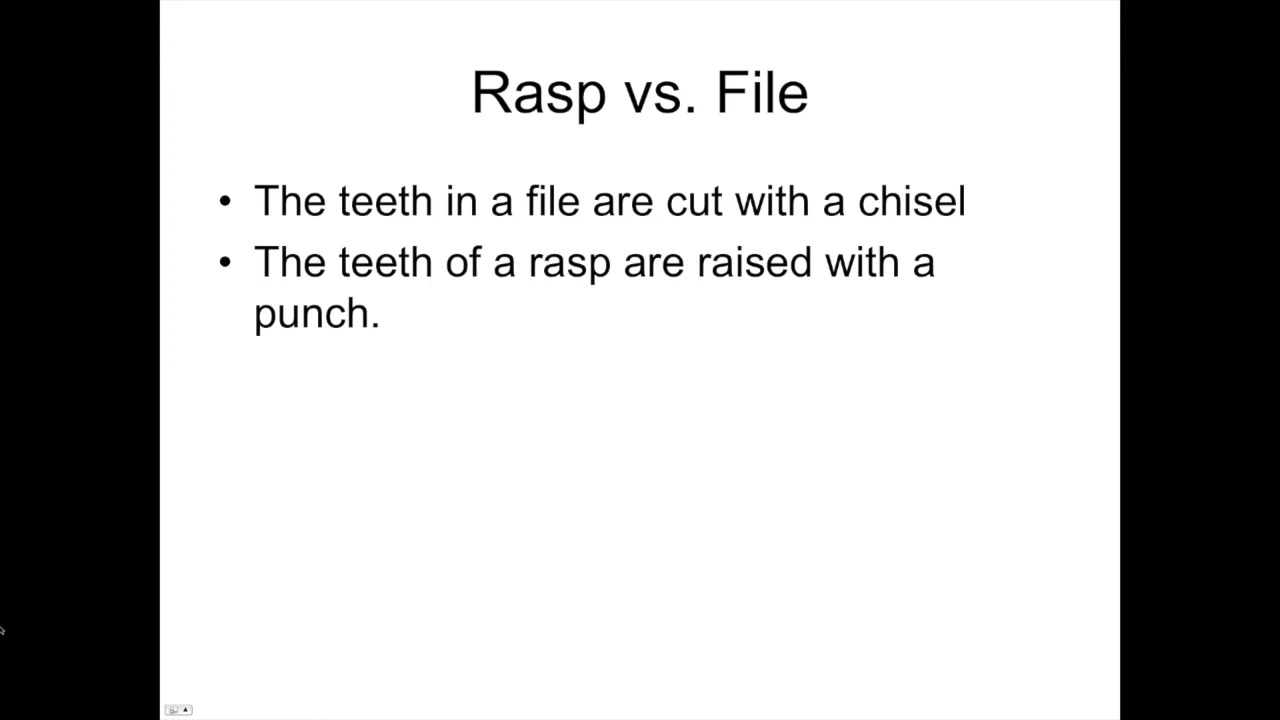 Rasp vs. File
• The teeth in a file are cut with a chisel
• The teeth of a rasp are raised with a
punch.